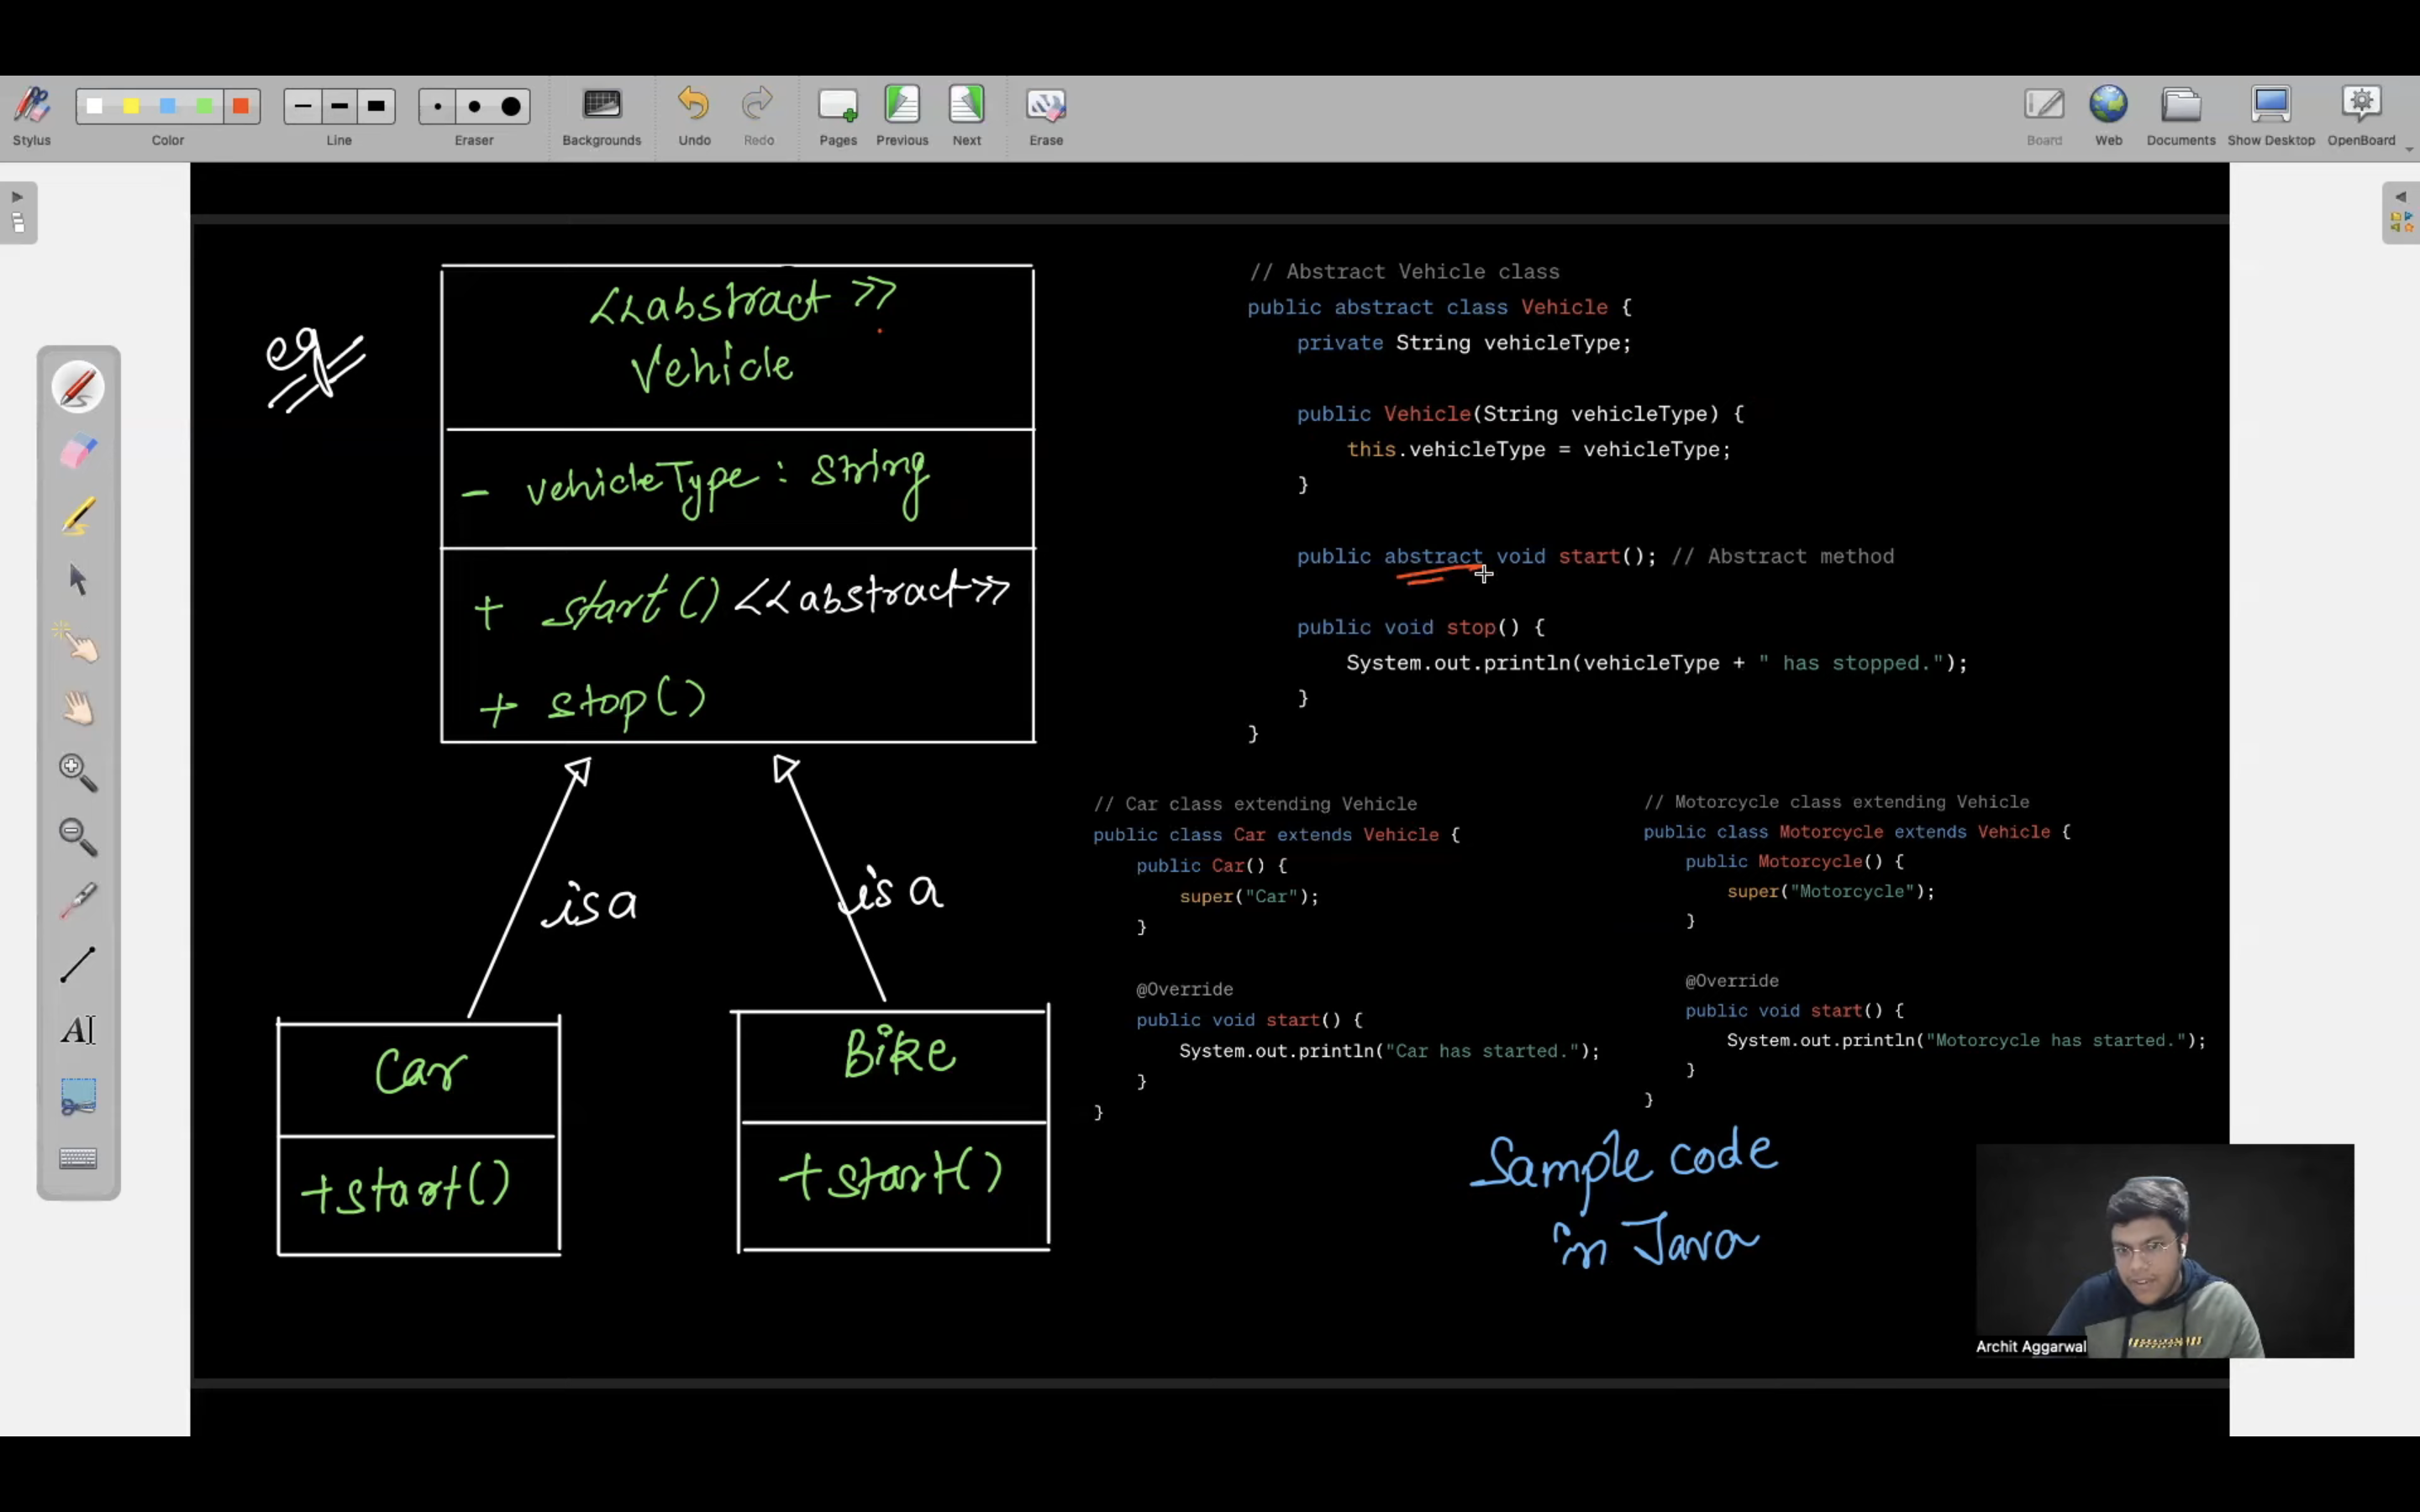 Stylus
Color
Line
Eraser
Backgrounds
Undo
Redo
Pages
Previous
Next
Erase
Board
Web
Documents
Show Desktop
OpenBoard
eg
<<abstract>>
Vehicle
- vehicleType : String
+ start() <<abstract>>
+ stop()
is a
is a
Car
+start()
Bike
+start()
// Abstract Vehicle class
public abstract class Vehicle {
private String vehicleType;
public Vehicle(String vehicleType) {
this.vehicleType = vehicleType;
}
public abstract void start(); // Abstract method
public void stop() {
System.out.println(vehicleType + " has stopped.");
}
}
// Car class extending Vehicle
public class Car extends Vehicle {
public Car() {
super("Car");
}
@Override
public void start() {
System.out.println("Car has started.");
}
}
// Motorcycle class extending Vehicle
public class Motorcycle extends Vehicle {
public Motorcycle() {
super("Motorcycle");
}
@Override
public void start() {
System.out.println("Motorcycle has started.");
}
}
Sample code
in Java
Archit Aggarwal
AI